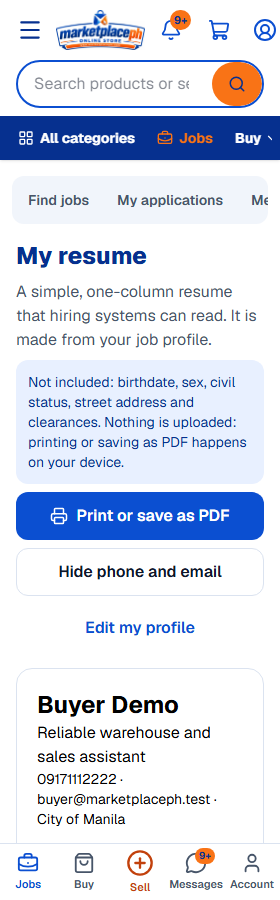 marketplaceph
ONLINE STORE
9+
Search products or se
All categories
Jobs
Buy
Find jobs
My applications
Me
My resume
A simple, one-column resume
that hiring systems can read. It is
made from your job profile.
Not included: birthdate, sex, civil
status, street address and
clearances. Nothing is uploaded:
printing or saving as PDF happens
on your device.
Print or save as PDF
Hide phone and email
Edit my profile
Buyer Demo
Reliable warehouse and
sales assistant
09171112222 ·
buyer@marketplaceph.test ·
City of Manila
9+
Jobs
Buy
Sell
Messages
Account